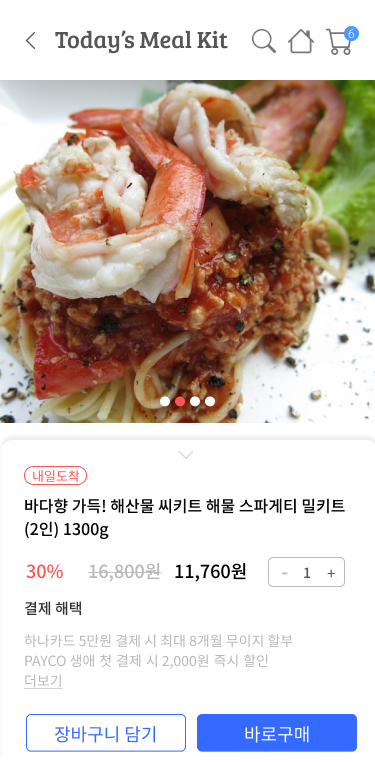 Today's Meal Kit
6
내일도착
바다향 가득! 해산물 씨키트 해물 스파게티 밀키트
(2인) 1300g
30% 16,800원 11,760원 - 1 +
결제 해택
하나카드 5만원 결제 시 최대 8개월 무이지 할부
PAYCO 생애 첫 결제 시 2,000원 즉시 할인
더보기
장바구니 담기 바로구매